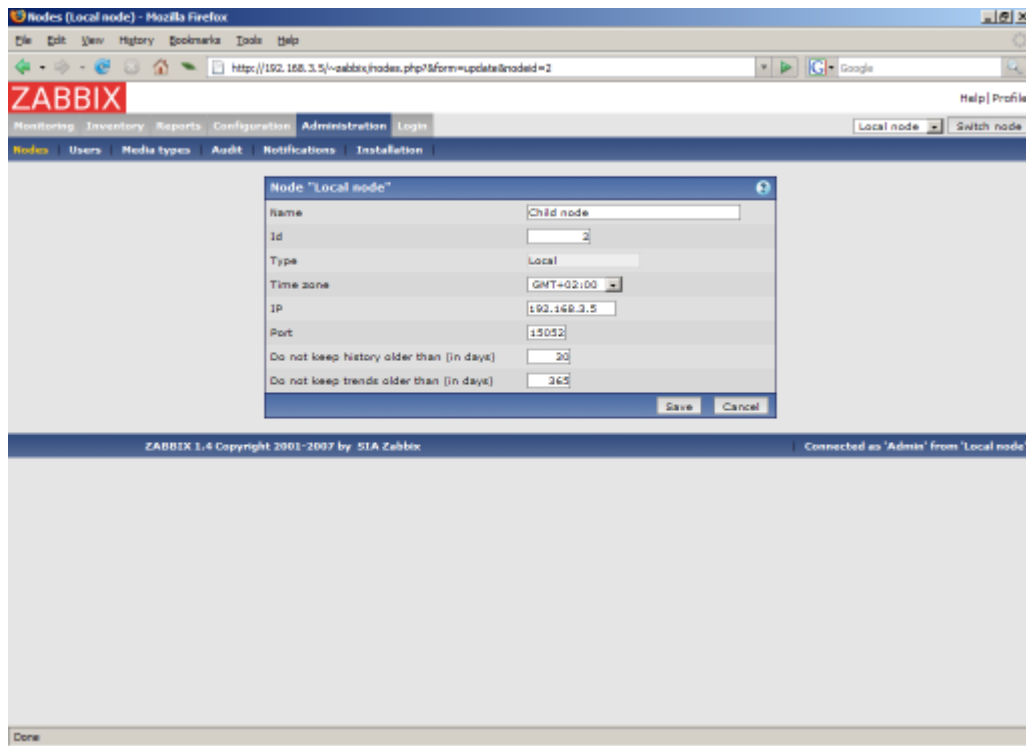 Nodes (Local node) - Mozilla Firefox
File Edit View History Bookmarks Tools Help
http://192.168.3.5/~zabbix/nodes.php?&form=update&nodeid=2 Google
ZABBIX
Help | Profile
Monitoring Inventory Reports Configuration Administration Login Local node Switch node
Nodes Users Media types Audit Notifications Installation
Node "Local node"
Name Child node
Id 2
Type Local
Time zone GMT+02:00
IP 192.168.3.5
Port 15052
Do not keep history older than (in days) 30
Do not keep trends older than (in days) 365
Save Cancel
ZABBIX 1.4 Copyright 2001-2007 by SIA Zabbix Connected as 'Admin' from 'Local node'
Done